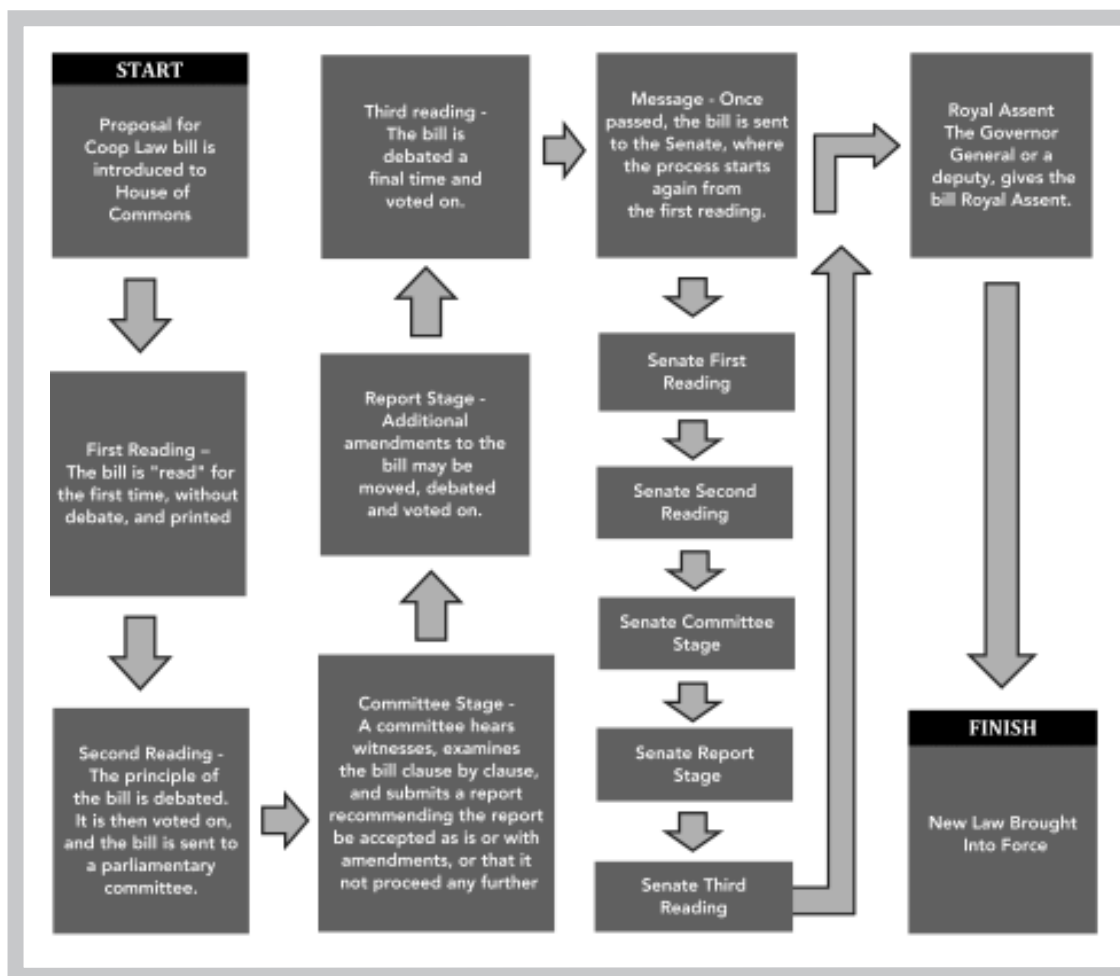 START
Proposal for
Coop Law bill is
introduced to
House of
Commons
First Reading –
The bill is "read" for
the first time, without
debate, and printed
Second Reading -
The principle of
the bill is debated.
It is then voted on,
and the bill is sent to
a parliamentary
committee.
Committee Stage -
A committee hears
witnesses, examines
the bill clause by clause,
and submits a report
recommending the report
be accepted as is or with
amendments, or that it
not proceed any further
Report Stage -
Additional
amendments to the
bill may be
moved, debated
and voted on.
Third reading -
The bill is
debated a
final time and
voted on.
Message - Once
passed, the bill is sent
to the Senate, where
the process starts
again from
the first reading.
Senate First
Reading
Senate Second
Reading
Senate Committee
Stage
Senate Report
Stage
Senate Third
Reading
Royal Assent
The Governor
General or a
deputy, gives the
bill Royal Assent.
FINISH
New Law Brought
Into Force